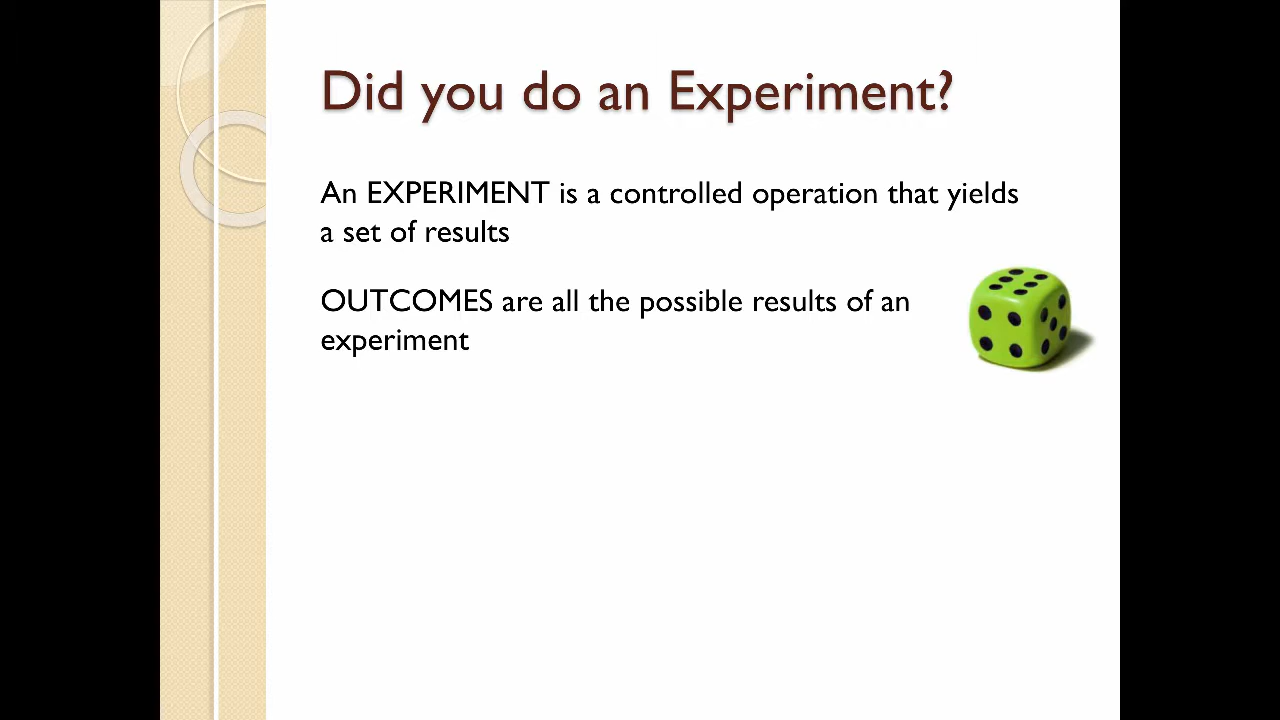 Did you do an Experiment?
An EXPERIMENT is a controlled operation that yields
a set of results
OUTCOMES are all the possible results of an
experiment